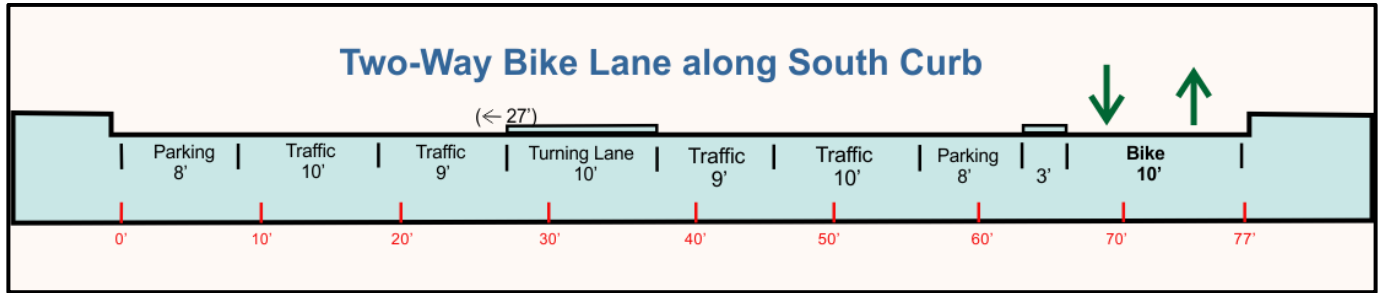 Two-Way Bike Lane along South Curb
(← 27’)
Parking
8’
Traffic
10’
Traffic
9’
Turning Lane
10’
Traffic
9’
Traffic
10’
Parking
8’
3’
Bike
10’
0’
10’
20’
30’
40’
50’
60’
70’
77’